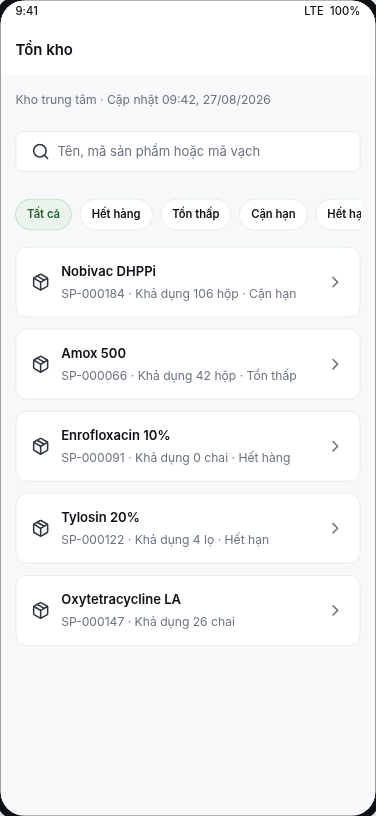 9:41 LTE 100%
Tồn kho
Kho trung tâm · Cập nhật 09:42, 27/08/2026
Tên, mã sản phẩm hoặc mã vạch
Tất cả Hết hàng Tồn thấp Cận hạn Hết hạ
Nobivac DHPPi
SP-000184 · Khả dụng 106 hộp · Cận hạn
Amox 500
SP-000066 · Khả dụng 42 hộp · Tồn thấp
Enrofloxacin 10%
SP-000091 · Khả dụng 0 chai · Hết hàng
Tylosin 20%
SP-000122 · Khả dụng 4 lọ · Hết hạn
Oxytetracycline LA
SP-000147 · Khả dụng 26 chai